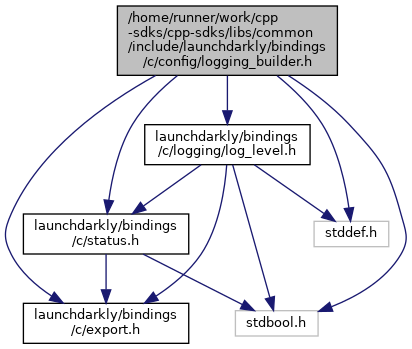 /home/runner/work/cpp
-sdks/cpp-sdks/libs/common
/include/launchdarkly/bindings
/c/config/logging_builder.h
launchdarkly/bindings
/c/logging/log_level.h
launchdarkly/bindings
/c/status.h
stddef.h
launchdarkly/bindings
/c/export.h
stdbool.h